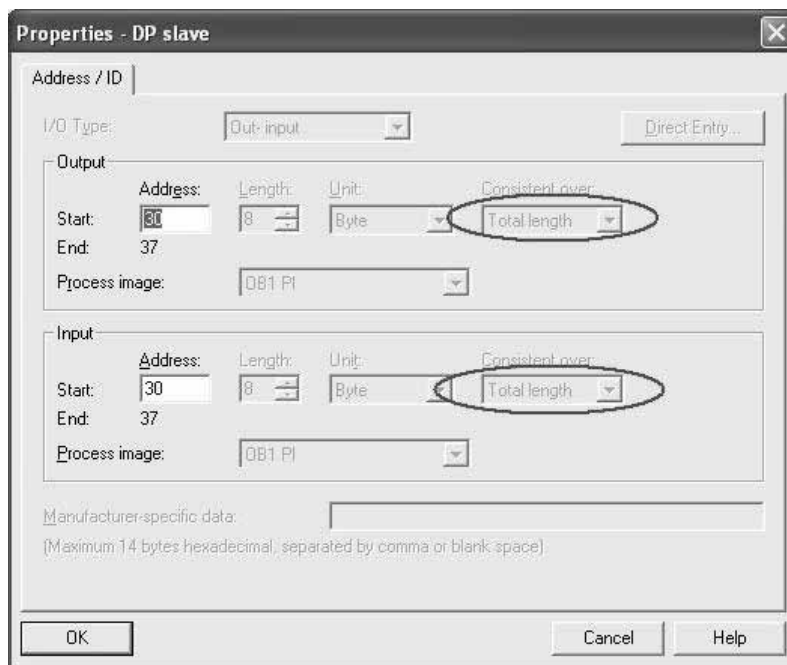 Properties - DP slave
Address / ID
I/O Type: Out- input Direct Entry...
Output
Address: Length: Unit: Consistent over:
Start: 30 8 Byte Total length
End: 37
Process image: OB1 PI
Input
Address: Length: Unit: Consistent over:
Start: 30 8 Byte Total length
End: 37
Process image: OB1 PI
Manufacturer-specific data:
(Maximum 14 bytes hexadecimal, separated by comma or blank space)
OK Cancel Help